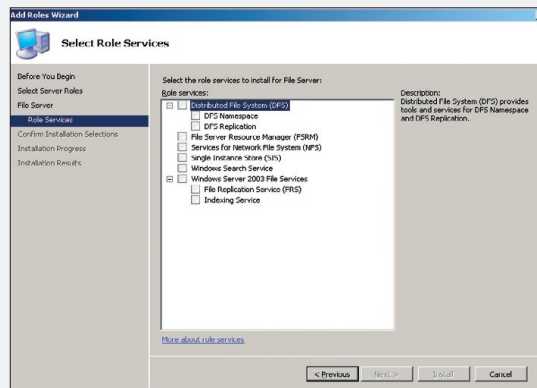 Add Roles Wizard
Select Role Services
Before You Begin
Select Server Roles
File Server
Role Services
Confirm Installation Selections
Installation Progress
Installation Results
Select the role services to install for File Server:
Role services:
Distributed File System (DFS)
DFS Namespace
DFS Replication
File Server Resource Manager (FSRM)
Services for Network File System (NFS)
Single Instance Store (SIS)
Windows Search Service
Windows Server 2003 File Services
File Replication Service (FRS)
Indexing Service
More about role services
Description:
Distributed File System (DFS) provides
tools and services for DFS Namespace
and DFS Replication.
< Previous
Next >
Install
Cancel